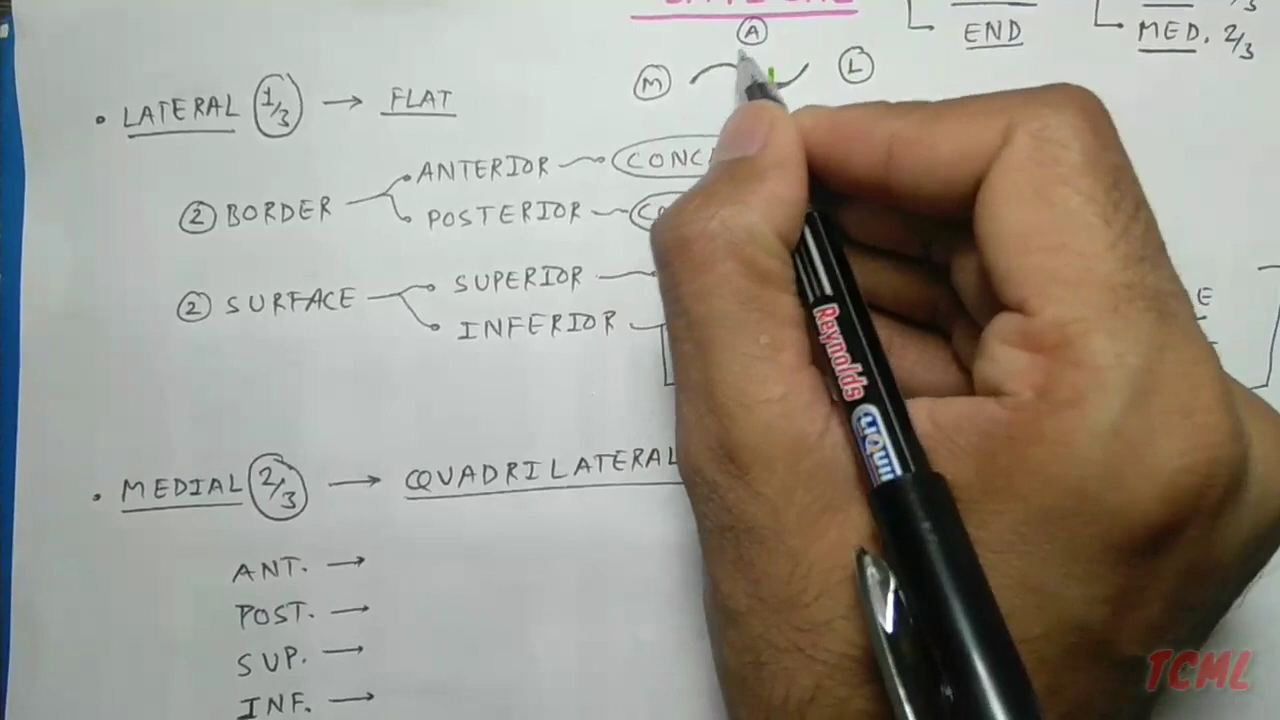 END
MED. 2/3
A
M
L
• LATERAL 1/3 → FLAT
ANTERIOR
② BORDER
POSTERIOR
② SURFACE
SUPERIOR
INFERIOR
E
• MEDIAL 2/3 → QUADRILATERAL
ANT. →
POST. →
SUP. →
INF. →
Reynolds
TCML